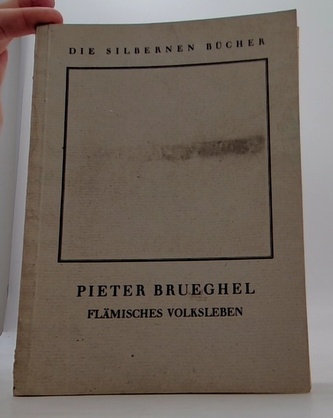 DIE SILBERNEN BÜCHER
PIETER BRUEGHEL
FLÄMISCHES VOLKSLEBEN